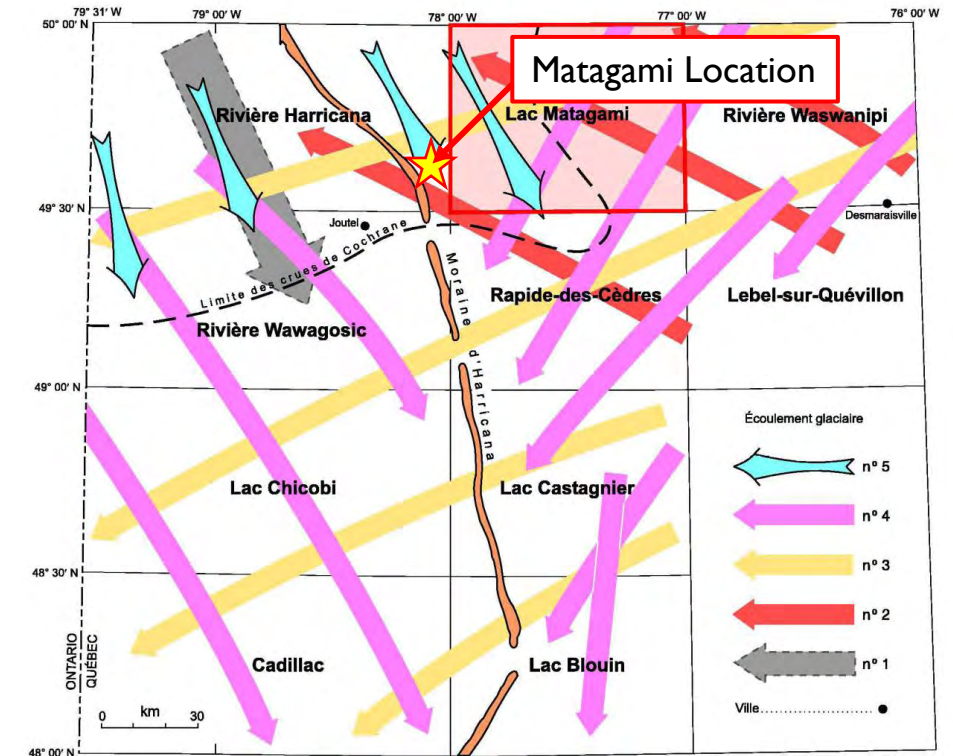 79° 31' W
79° 00' W
78° 00' W
77° 00' W
76° 00' W
50° 00' N
Matagami Location
Rivière Harricana
Lac Matagami
Rivière Waswanipi
49° 30' N
Joutel
Desmaraisville
Limite des crues de Cochrane
Moraine d'Harricana
Rapide-des-Cèdres
Lebel-sur-Quévillon
Rivière Wawagosic
49° 00' N
Écoulement glaciaire
nº 5
Lac Chicobi
Lac Castagnier
nº 4
nº 3
48° 30' N
nº 2
ONTARIO
QUÉBEC
Cadillac
Lac Blouin
nº 1
0 km 30
Ville
48° 00' N